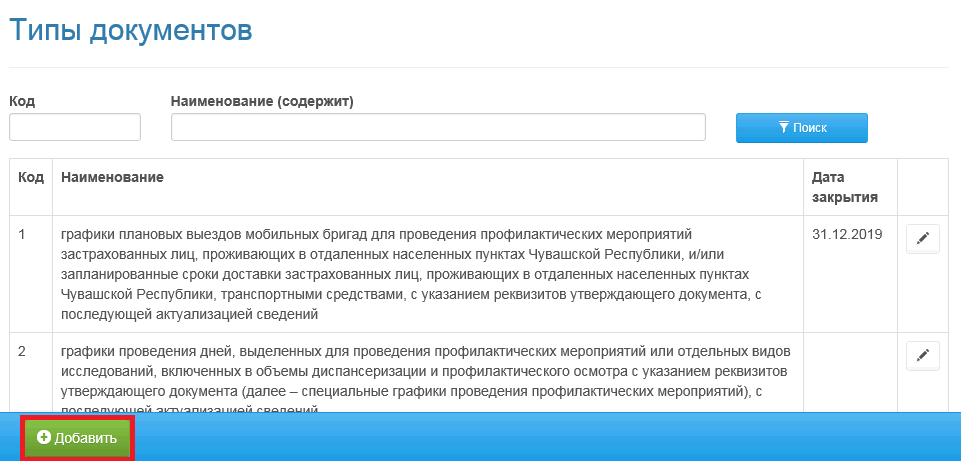 Типы документов
Код Наименование (содержит)
Поиск
Код Наименование Дата закрытия
1 графики плановых выездов мобильных бригад для проведения профилактических мероприятий 31.12.2019
застрахованных лиц, проживающих в отдаленных населенных пунктах Чувашской Республики, и/или
запланированные сроки доставки застрахованных лиц, проживающих в отдаленных населенных пунктах
Чувашской Республики, транспортными средствами, с указанием реквизитов утверждающего документа, с
последующей актуализацией сведений
2 графики проведения дней, выделенных для проведения профилактических мероприятий или отдельных видов
исследований, включенных в объемы диспансеризации и профилактического осмотра с указанием реквизитов
утверждающего документа (далее – специальные графики проведения профилактических мероприятий), с
последующей актуализацией сведений
Добавить